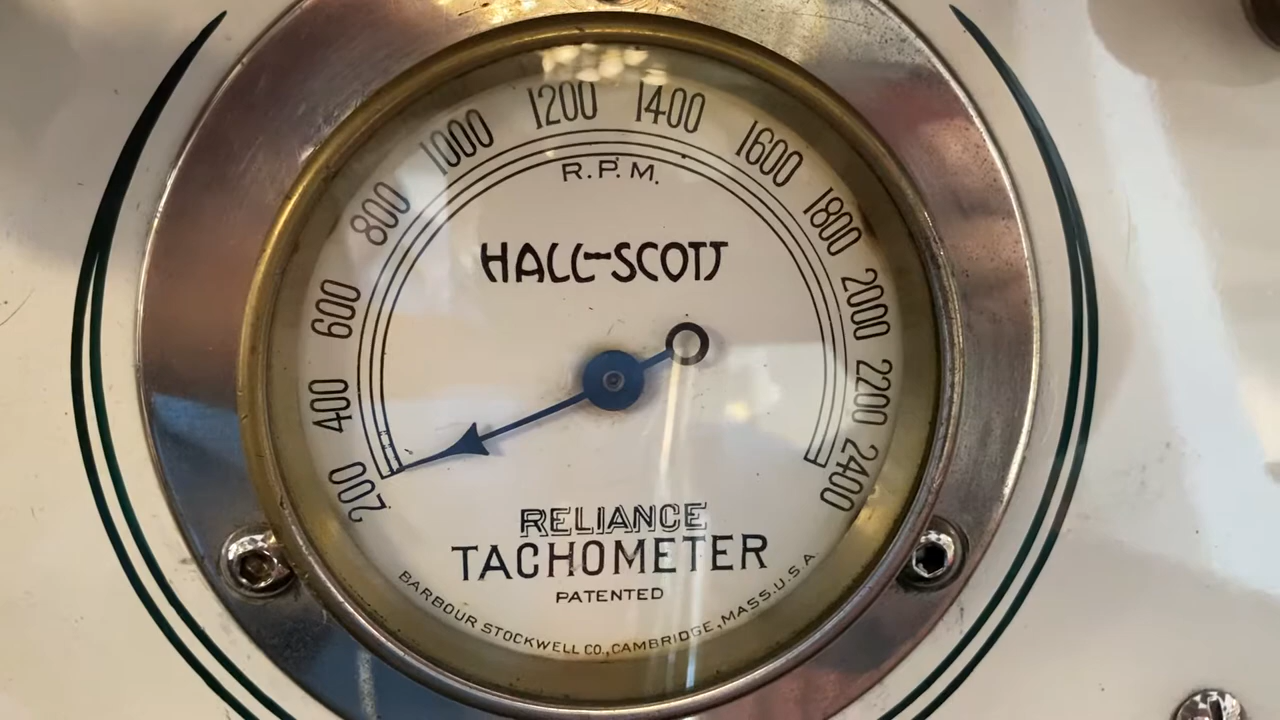 200
400
600
800
1000
1200
1400
1600
1800
2000
2200
2400
R.P.M.
HALL-SCOTT
RELIANCE
TACHOMETER
PATENTED
BARBOUR STOCKWELL CO., CAMBRIDGE, MASS. U.S.A.